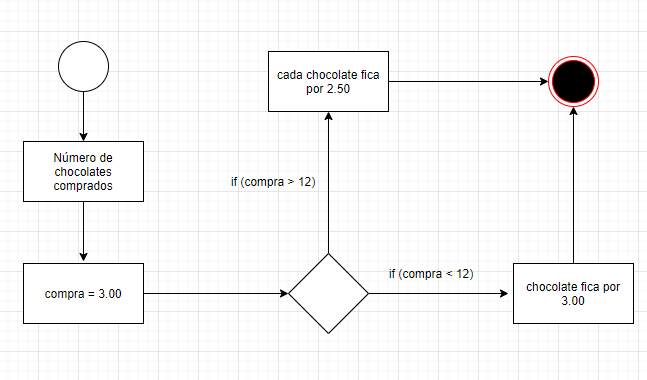 cada chocolate fica
por 2.50
Número de
chocolates
comprados
if (compra > 12)
if (compra < 12)
compra = 3.00
chocolate fica por
3.00